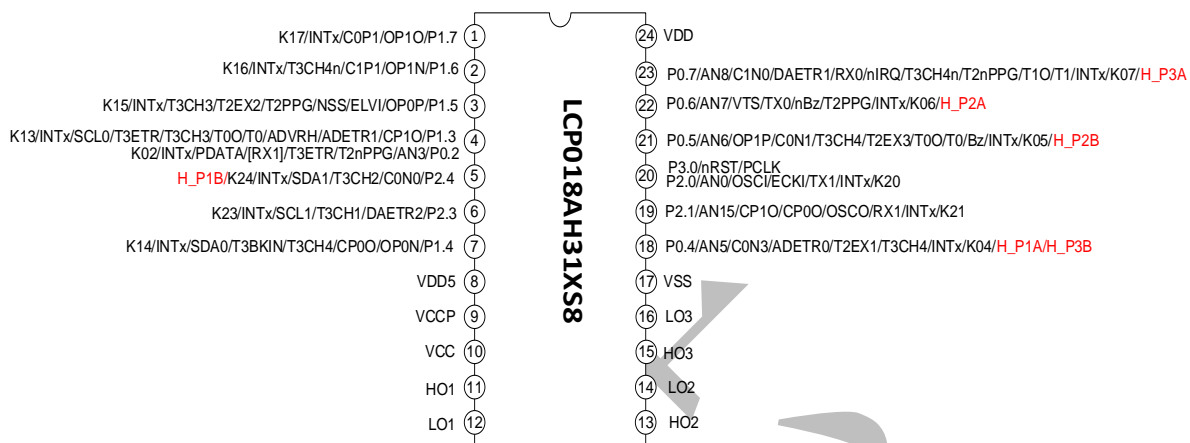 K17/INTx/C0P1/OP1O/P1.7 1
K16/INTx/T3CH4n/C1P1/OP1N/P1.6 2
K15/INTx/T3CH3/T2EX2/T2PPG/NSS/ELVI/OP0P/P1.5 3
K13/INTx/SCL0/T3ETR/T3CH3/T0O/T0/ADVRH/ADETR1/CP1O/P1.3 4
K02/INTx/PDATA/[RX1]/T3ETR/T2nPPG/AN3/P0.2
H_P1B/K24/INTx/SDA1/T3CH2/C0N0/P2.4 5
K23/INTx/SCL1/T3CH1/DAETR2/P2.3 6
K14/INTx/SDA0/T3BKIN/T3CH4/CP0O/OP0N/P1.4 7
VDD5 8
VCCP 9
VCC 10
HO1 11
LO1 12
LCP018AH31XS8
24 VDD
23 P0.7/AN8/C1N0/DAETR1/RX0/nIRQ/T3CH4n/T2nPPG/T1O/T1/INTx/K07/H_P3A
22 P0.6/AN7/VTS/TX0/nBz/T2PPG/INTx/K06/H_P2A
21 P0.5/AN6/OP1P/C0N1/T3CH4/T2EX3/T0O/T0/Bz/INTx/K05/H_P2B
P3.0/nRST/PCLK
20 P2.0/AN0/OSCI/ECKI/TX1/INTx/K20
19 P2.1/AN15/CP1O/CP0O/OSCO/RX1/INTx/K21
18 P0.4/AN5/C0N3/ADETR0/T2EX1/T3CH4/INTx/K04/H_P1A/H_P3B
17 VSS
16 LO3
15 HO3
14 LO2
13 HO2